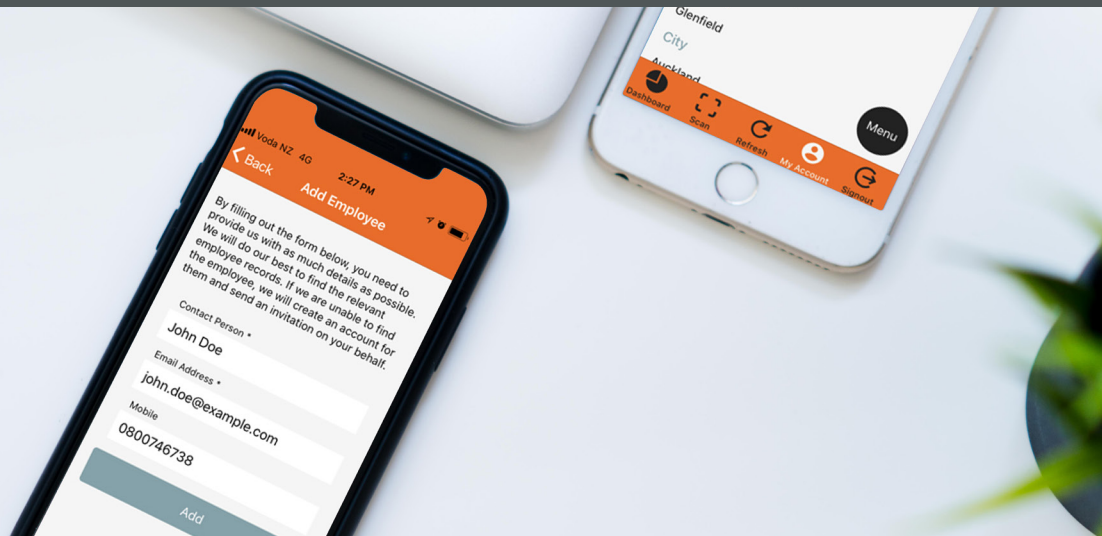 Voda NZ 4G
2:27 PM
Back
Add Employee
By filling out the form below, you need to
provide us with as much details as possible.
We will do our best to find the relevant
employee records. If we are unable to find
the employee, we will create an account for
them and send an invitation on your behalf.
Contact Person *
John Doe
Email Address *
john.doe@example.com
Mobile
0800746738
Add
Glenfield
City
Auckland
Dashboard
Scan
Refresh
My Account
Signout
Menu